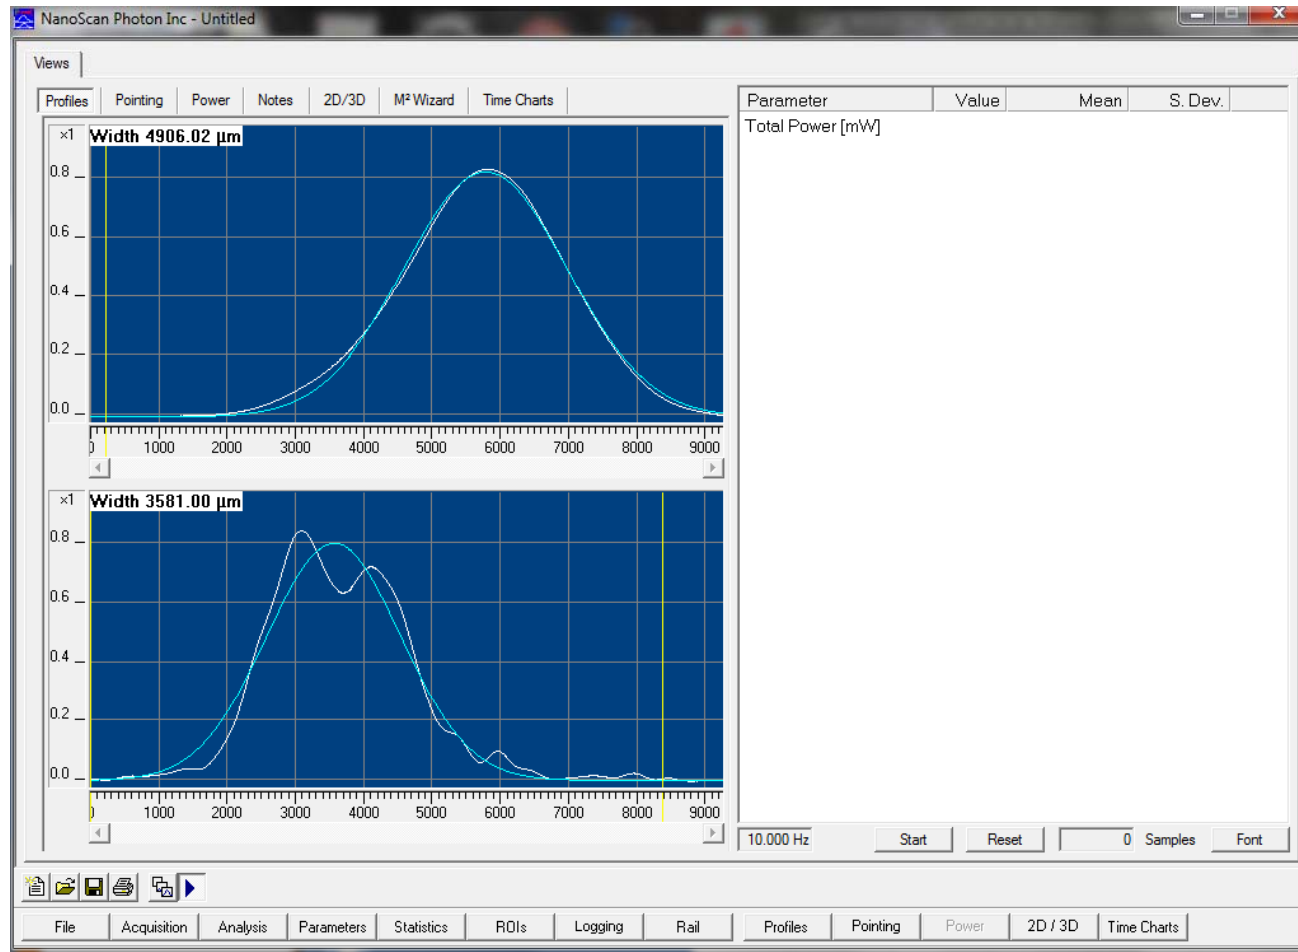 NanoScan Photon Inc - Untitled
Views
Profiles Pointing Power Notes 2D/3D M² Wizard Time Charts
×1 Width 4906.02 µm
0.8
0.6
0.4
0.2
0.0
0 1000 2000 3000 4000 5000 6000 7000 8000 9000
×1 Width 3581.00 µm
0.8
0.6
0.4
0.2
0.0
0 1000 2000 3000 4000 5000 6000 7000 8000 9000
Parameter Value Mean S. Dev.
Total Power [mW]
10.000 Hz Start Reset 0 Samples Font
File Acquisition Analysis Parameters Statistics ROIs Logging Rail Profiles Pointing Power 2D / 3D Time Charts